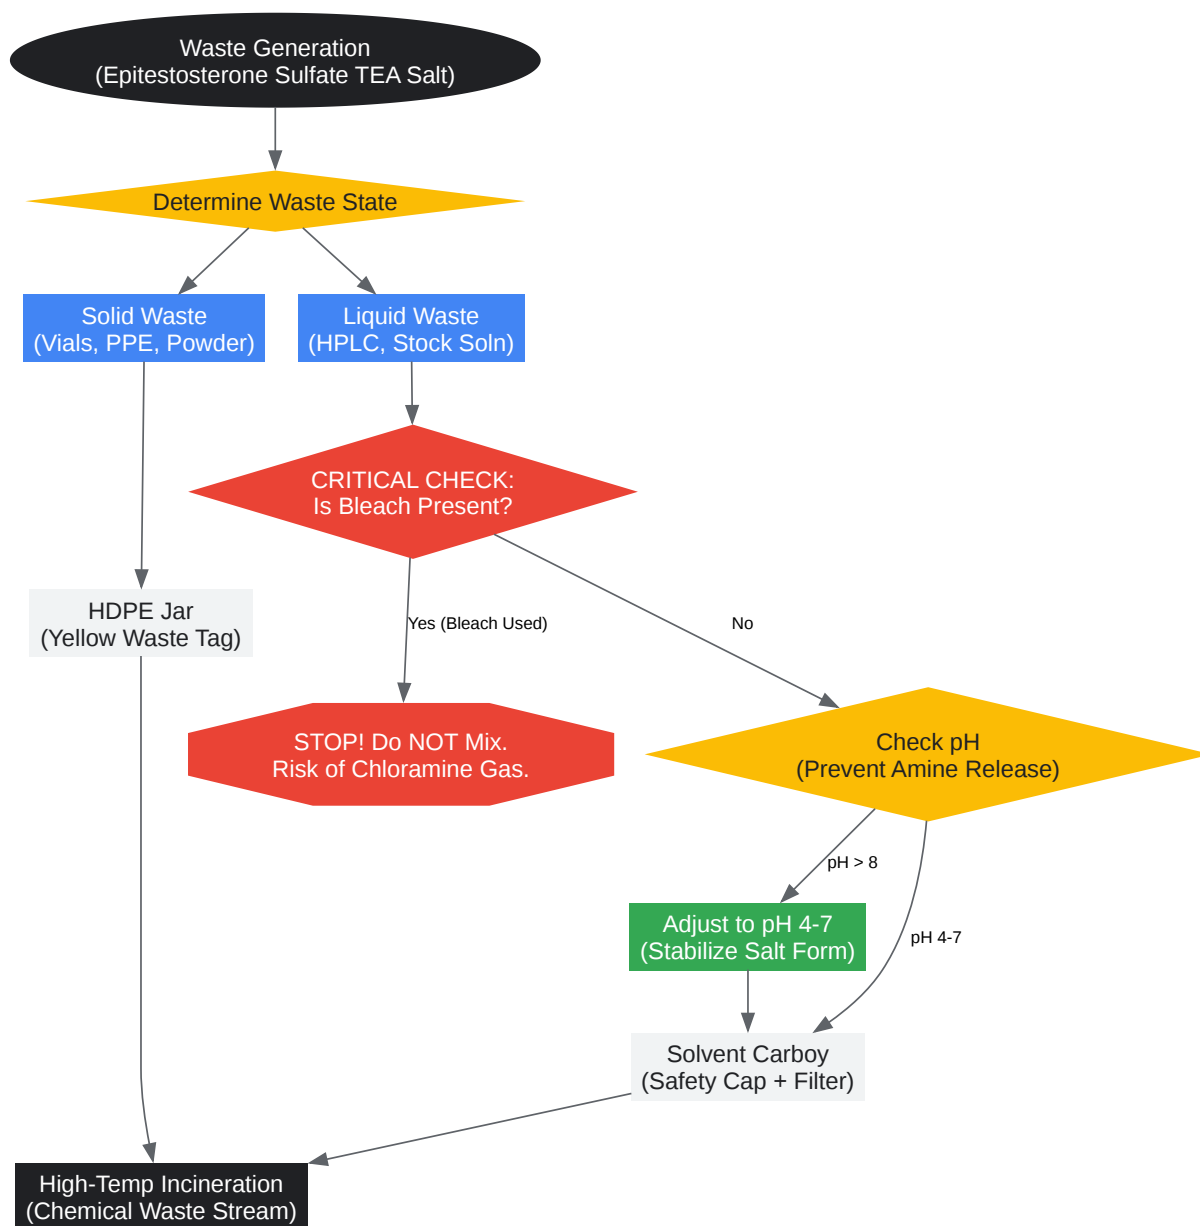 Waste Generation
(Epitestosterone Sulfate TEA Salt)
Determine Waste State
Solid Waste
(Vials, PPE, Powder)
Liquid Waste
(HPLC, Stock Soln)
CRITICAL CHECK:
Is Bleach Present?
HDPE Jar
(Yellow Waste Tag)
Yes (Bleach Used)
No
STOP! Do NOT Mix.
Risk of Chloramine Gas.
Check pH
(Prevent Amine Release)
pH > 8
Adjust to pH 4-7
(Stabilize Salt Form)
pH 4-7
Solvent Carboy
(Safety Cap + Filter)
High-Temp Incineration
(Chemical Waste Stream)